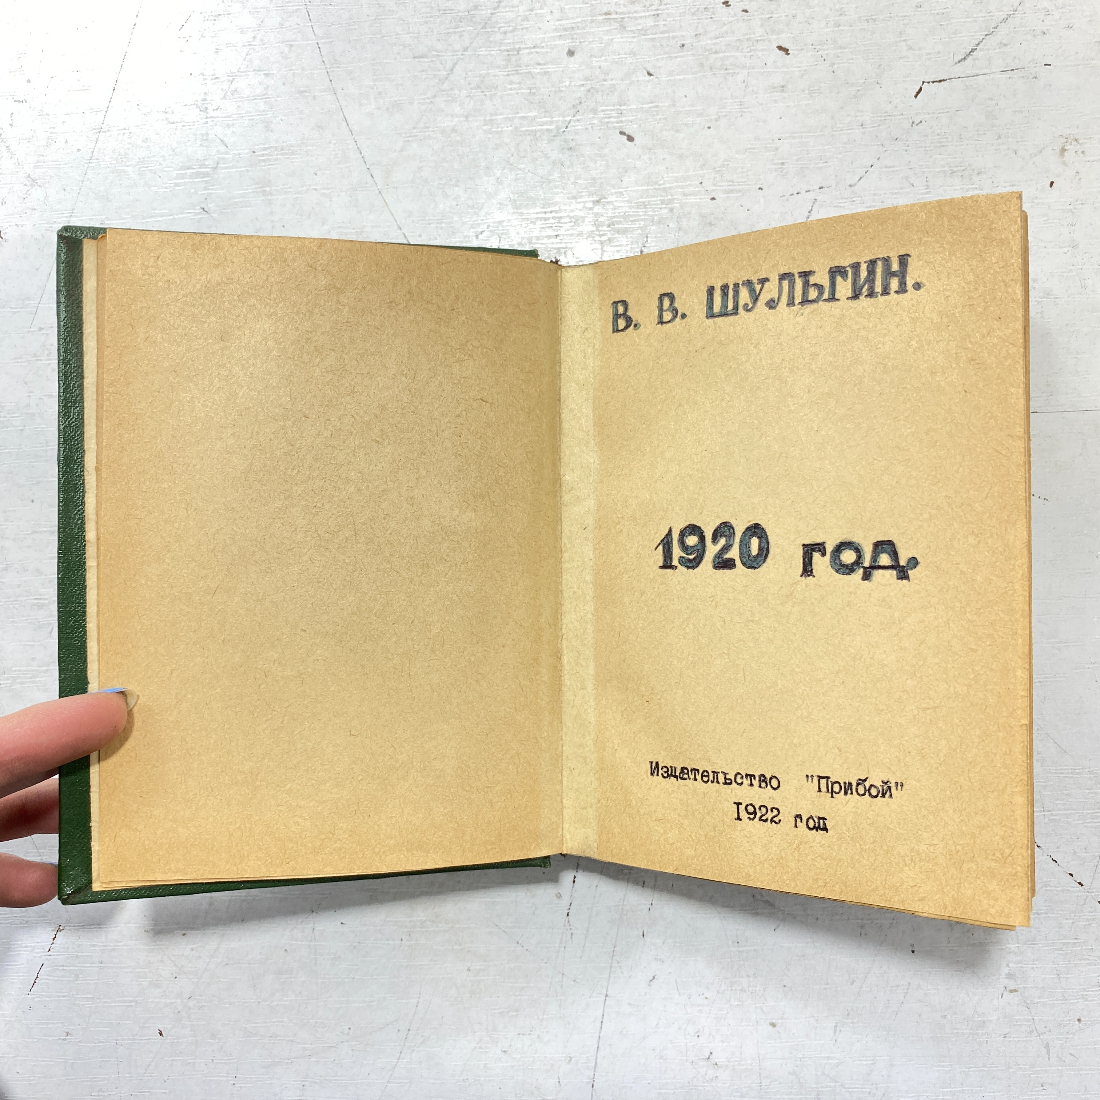 В. В. ШУЛЬГИН.
1920 год.
Издательство "Прибой"
1922 год